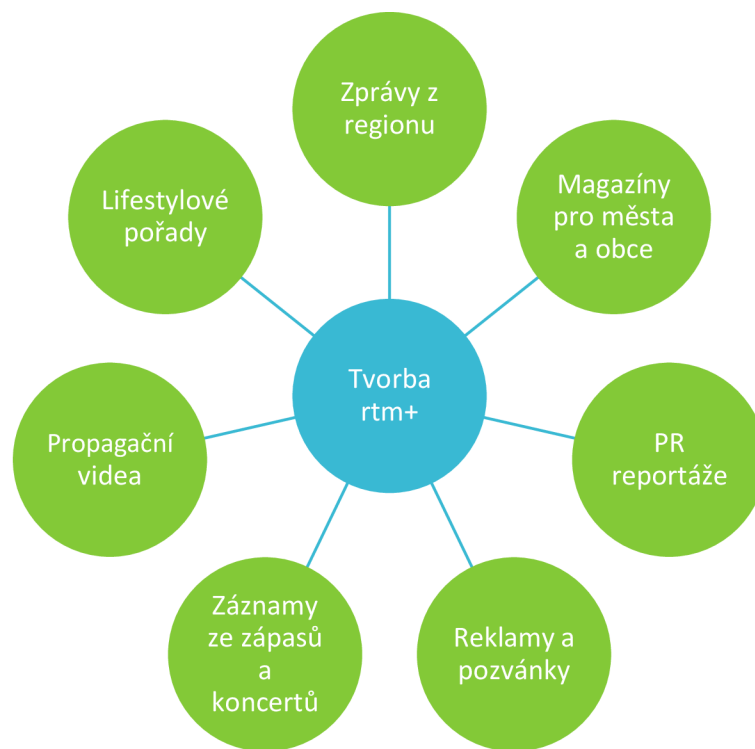 Zprávy z
regionu
Magazíny
pro města
a obce
PR
reportáže
Reklamy a
pozvánky
Záznamy
ze zápasů
a
koncertů
Propagační
videa
Lifestylové
pořady
Tvorba
rtm+